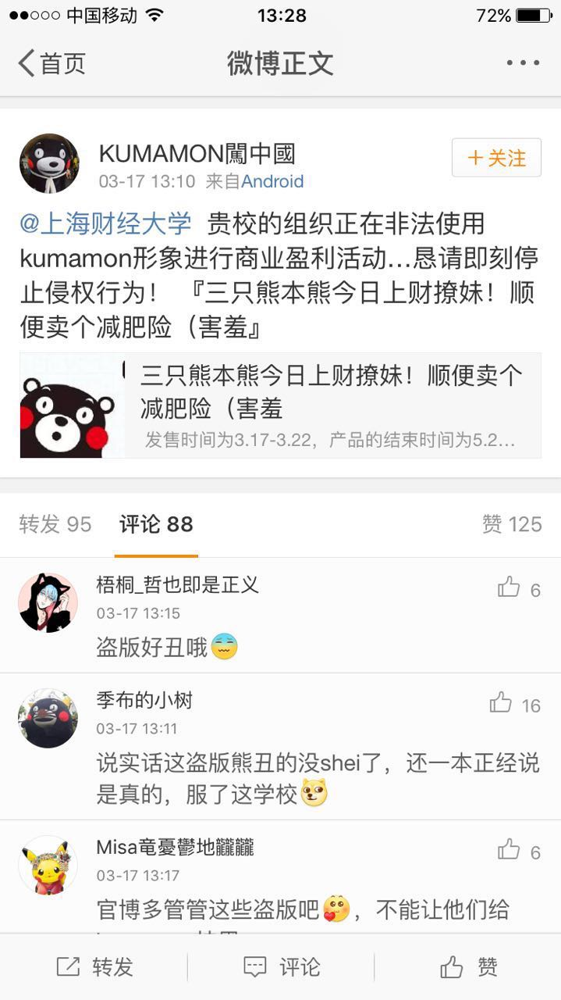 中国移动 13:28 72%
首页 微博正文
KUMAMON闖中國
+关注
03-17 13:10 来自Android
@上海财经大学 贵校的组织正在非法使用
kumamon形象进行商业盈利活动...恳请即刻停
止侵权行为！『三只熊本熊今日上财撩妹！顺
便卖个减肥险（害羞』
三只熊本熊今日上财撩妹！顺便卖个
减肥险（害羞
发售时间为3.17-3.22，产品的结束时间为5.2...
转发 95 评论 88 赞 125
梧桐_哲也即是正义
6
03-17 13:15
盗版好丑哦
季布的小树
16
03-17 13:11
说实话这盗版熊丑的没shei了，还一本正经说
是真的，服了这学校
Misa竜憂鬱地龖龖
6
03-17 13:17
官博多管管这些盗版吧，不能让他们给
转发 评论 赞